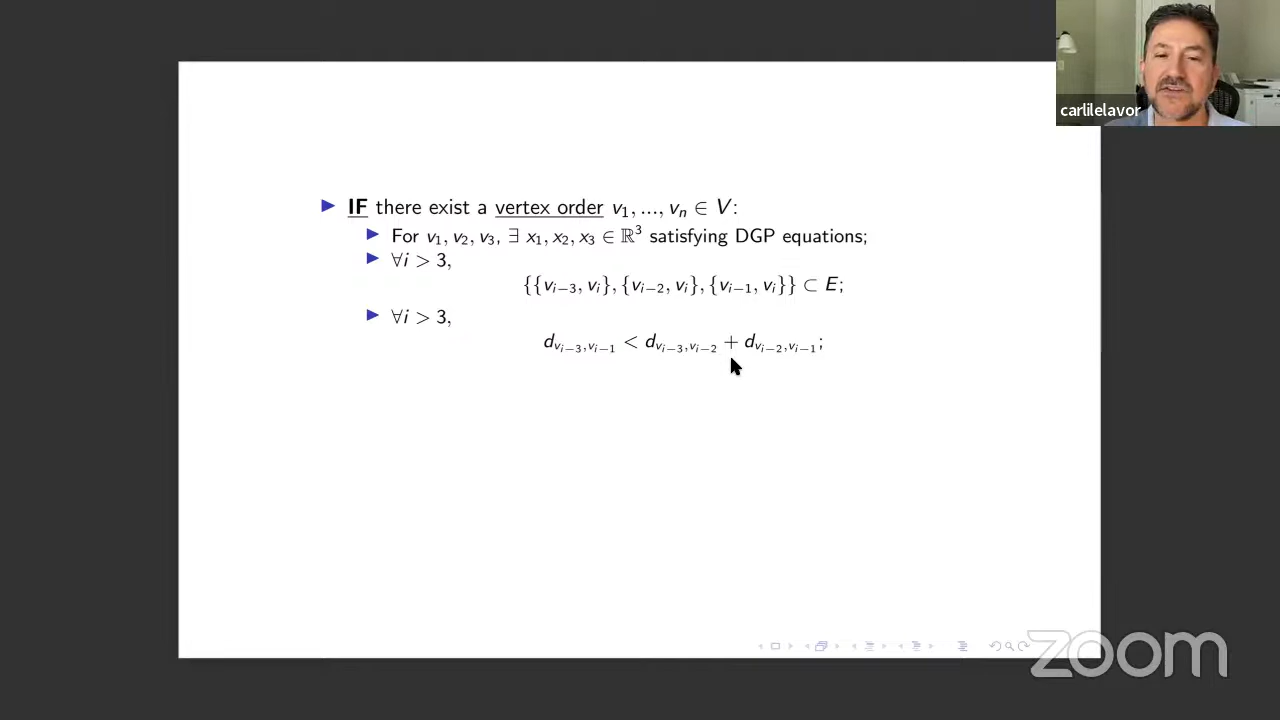 carlilelavor
▶ IF there exist a vertex order v₁, ..., vₙ ∈ V:
▶ For v₁, v₂, v₃, ∃ x₁, x₂, x₃ ∈ ℝ³ satisfying DGP equations;
▶ ∀i > 3,
{{vᵢ₋₃, vᵢ}, {vᵢ₋₂, vᵢ}, {vᵢ₋₁, vᵢ}} ⊂ E;
▶ ∀i > 3,
d_{vᵢ₋₃,vᵢ₋₁} < d_{vᵢ₋₃,vᵢ₋₂} + d_{vᵢ₋₂,vᵢ₋₁};
zoom